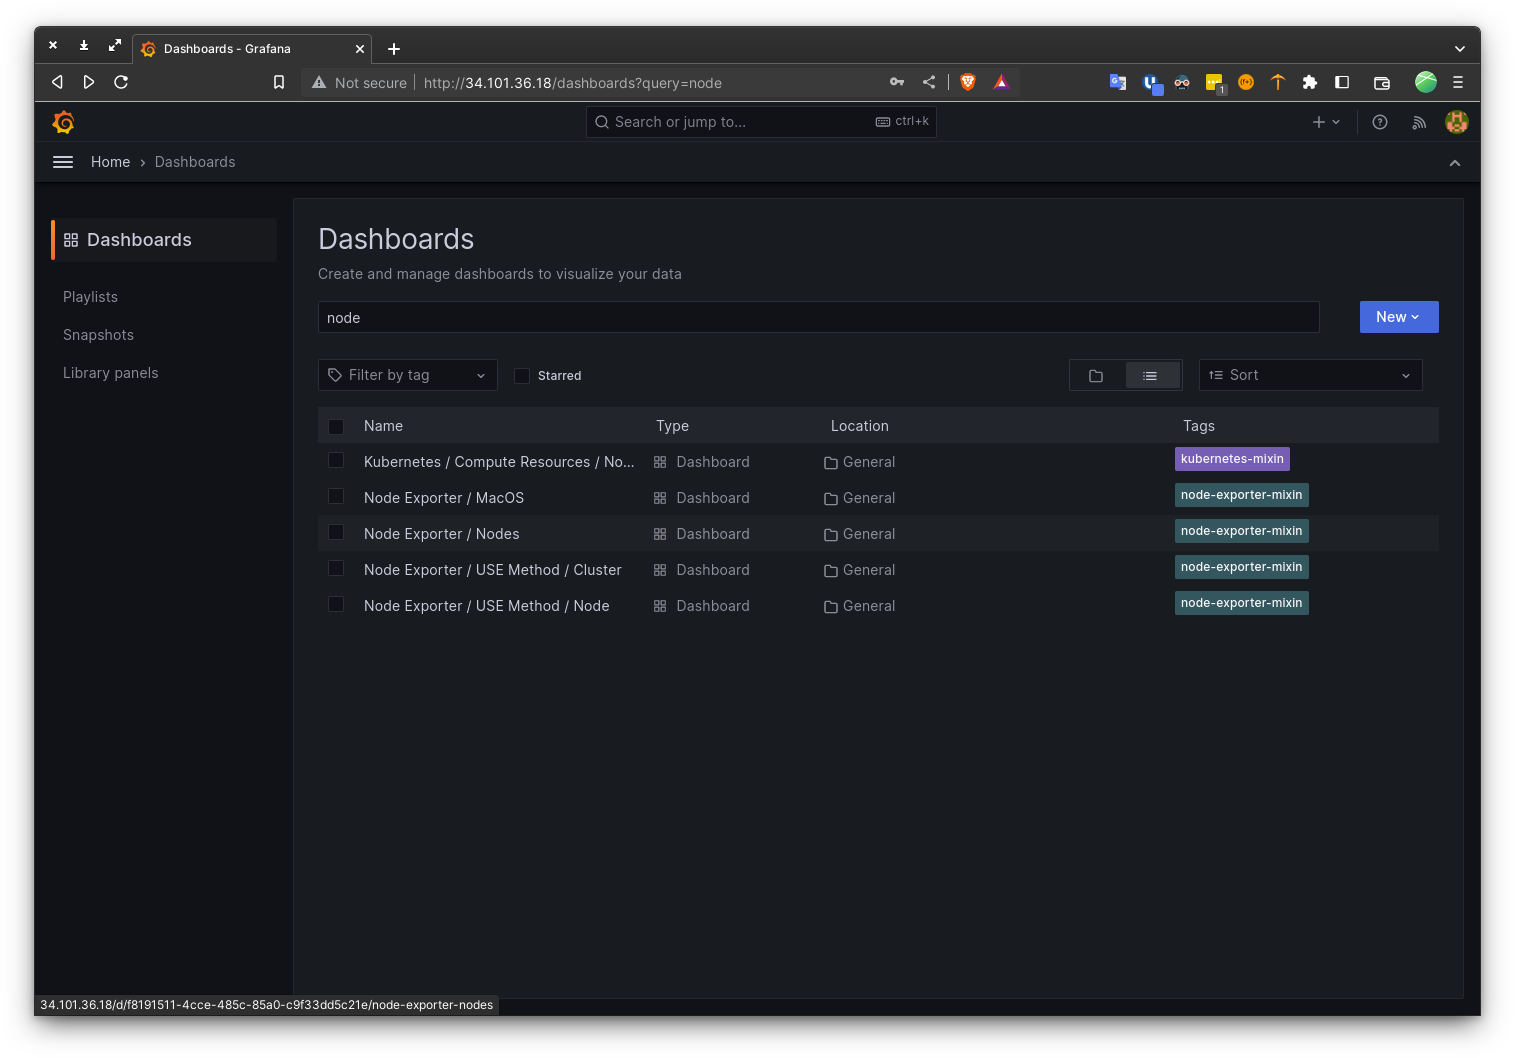 Dashboards - Grafana
Not secure
http://34.101.36.18/dashboards?query=node
1
Search or jump to...
ctrl+k
Home
Dashboards
Dashboards
Playlists
Snapshots
Library panels
Dashboards
Create and manage dashboards to visualize your data
node
New
Filter by tag
Starred
Sort
Name Type Location Tags
Kubernetes / Compute Resources / No... Dashboard General kubernetes-mixin
Node Exporter / MacOS Dashboard General node-exporter-mixin
Node Exporter / Nodes Dashboard General node-exporter-mixin
Node Exporter / USE Method / Cluster Dashboard General node-exporter-mixin
Node Exporter / USE Method / Node Dashboard General node-exporter-mixin
34.101.36.18/d/f8191511-4cce-485c-85a0-c9f33dd5c21e/node-exporter-nodes